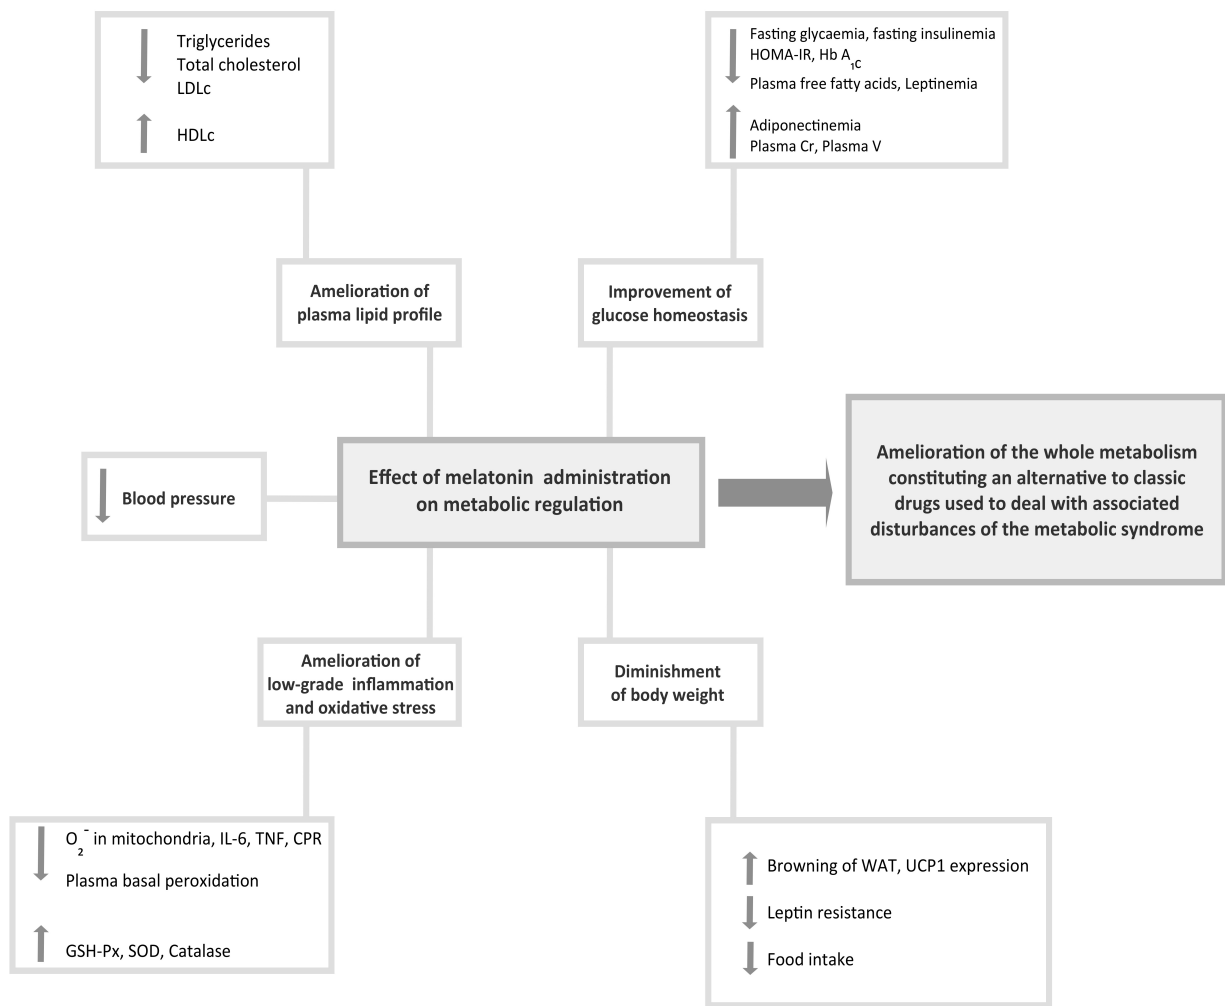 Triglycerides
Total cholesterol
LDLc
HDLc
Fasting glycaemia, fasting insulinemia
HOMA-IR, Hb A1C
Plasma free fatty acids, Leptinemia
Adiponectinemia
Plasma Cr, Plasma V
Amelioration of
plasma lipid profile
Improvement of
glucose homeostasis
Blood pressure
Effect of melatonin administration
on metabolic regulation
Amelioration of the whole metabolism
constituting an alternative to classic
drugs used to deal with associated
disturbances of the metabolic syndrome
Amelioration of
low-grade inflammation
and oxidative stress
Diminishment
of body weight
O2- in mitochondria, IL-6, TNF, CPR
Plasma basal peroxidation
GSH-Px, SOD, Catalase
Browning of WAT, UCP1 expression
Leptin resistance
Food intake